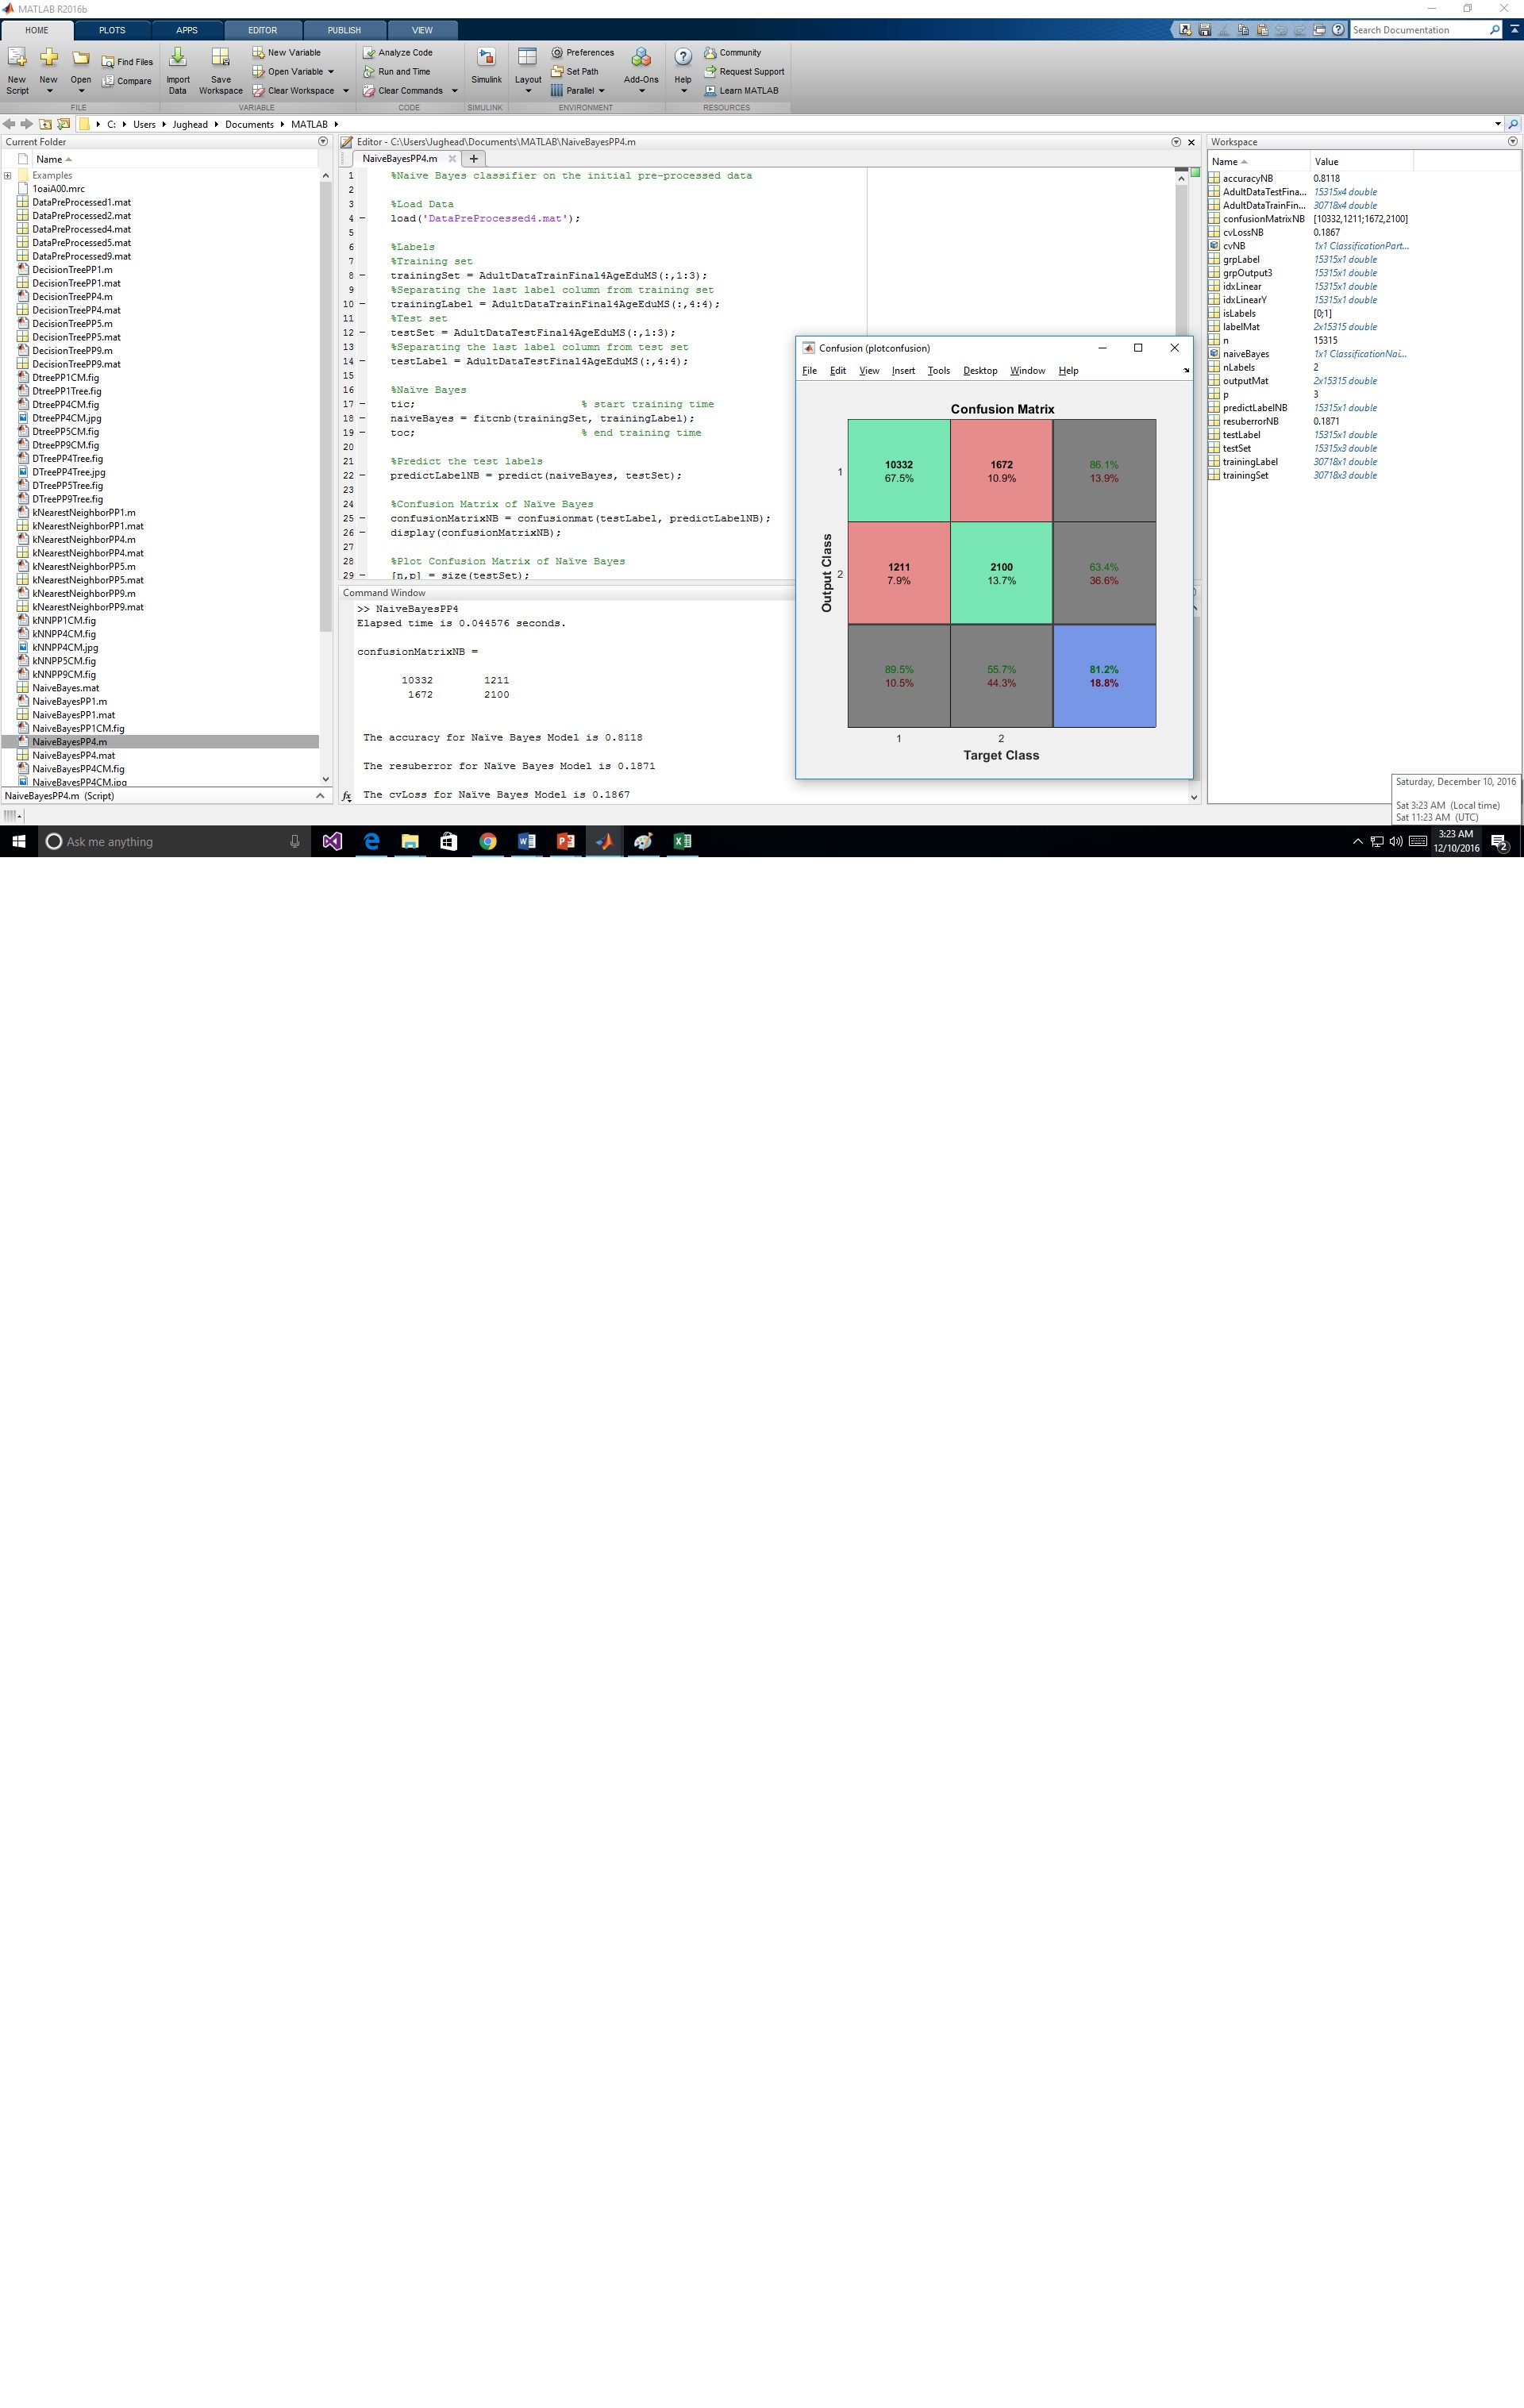 MATLAB R2016b
HOME PLOTS APPS EDITOR PUBLISH VIEW
Search Documentation
New Script
New
Open
Find Files
Compare
Import Data
Save Workspace
New Variable
Open Variable
Clear Workspace
Analyze Code
Run and Time
Clear Commands
Simulink
Layout
Preferences
Set Path
Parallel
Add-Ons
Help
Community
Request Support
Learn MATLAB
FILE VARIABLE CODE SIMULINK ENVIRONMENT RESOURCES
C: Users Jughead Documents MATLAB
Current Folder
Name
Examples
1oaiA00.mrc
DataPreProcessed1.mat
DataPreProcessed2.mat
DataPreProcessed4.mat
DataPreProcessed5.mat
DataPreProcessed9.mat
DecisionTreePP1.m
DecisionTreePP1.mat
DecisionTreePP4.m
DecisionTreePP4.mat
DecisionTreePP5.m
DecisionTreePP5.mat
DecisionTreePP9.m
DecisionTreePP9.mat
DtreePP1CM.fig
DtreePP1Tree.fig
DtreePP4CM.fig
DtreePP4CM.jpg
DtreePP5CM.fig
DtreePP9CM.fig
DTreePP4Tree.fig
DTreePP4Tree.jpg
DTreePP5Tree.fig
DTreePP9Tree.fig
kNearestNeighborPP1.m
kNearestNeighborPP1.mat
kNearestNeighborPP4.m
kNearestNeighborPP4.mat
kNearestNeighborPP5.m
kNearestNeighborPP5.mat
kNearestNeighborPP9.m
kNearestNeighborPP9.mat
kNNPP1CM.fig
kNNPP4CM.fig
kNNPP4CM.jpg
kNNPP5CM.fig
kNNPP9CM.fig
NaiveBayes.mat
NaiveBayesPP1.m
NaiveBayesPP1.mat
NaiveBayesPP1CM.fig
NaiveBayesPP4.m
NaiveBayesPP4.mat
NaiveBayesPP4CM.fig
NaiveBayesPP4CM.jpg
NaiveBayesPP4.m (Script)
Editor - C:\Users\Jughead\Documents\MATLAB\NaiveBayesPP4.m
NaiveBayesPP4.m
1 %Naive Bayes classifier on the initial pre-processed data
2
3 %Load Data
4 – load('DataPreProcessed4.mat');
5
6 %Labels
7 %Training set
8 – trainingSet = AdultDataTrainFinal4AgeEduMS(:,1:3);
9 %Separating the last label column from training set
10 – trainingLabel = AdultDataTrainFinal4AgeEduMS(:,4:4);
11 %Test set
12 – testSet = AdultDataTestFinal4AgeEduMS(:,1:3);
13 %Separating the last label column from test set
14 – testLabel = AdultDataTestFinal4AgeEduMS(:,4:4);
15
16 %Naïve Bayes
17 – tic; % start training time
18 – naiveBayes = fitcnb(trainingSet, trainingLabel);
19 – toc; % end training time
20
21 %Predict the test labels
22 – predictLabelNB = predict(naiveBayes, testSet);
23
24 %Confusion Matrix of Naïve Bayes
25 – confusionMatrixNB = confusionmat(testLabel, predictLabelNB);
26 – display(confusionMatrixNB);
27
28 %Plot Confusion Matrix of Naïve Bayes
29 – [n,p] = size(testSet);
Command Window
>> NaiveBayesPP4
Elapsed time is 0.044576 seconds.
confusionMatrixNB =
10332 1211
1672 2100
The accuracy for Naïve Bayes Model is 0.8118
The resuberror for Naïve Bayes Model is 0.1871
The cvLoss for Naïve Bayes Model is 0.1867
fx
Confusion (plotconfusion)
File Edit View Insert Tools Desktop Window Help
Confusion Matrix
Output Class
1
10332 67.5%
1672 10.9%
86.1% 13.9%
2
1211 7.9%
2100 13.7%
63.4% 36.6%
89.5% 10.5%
55.7% 44.3%
81.2% 18.8%
1 2
Target Class
Workspace
Name Value
accuracyNB 0.8118
AdultDataTestFina... 15315x4 double
AdultDataTrainFin... 30718x4 double
confusionMatrixNB [10332,1211;1672,2100]
cvLossNB 0.1867
cvNB 1x1 ClassificationPart...
grpLabel 15315x1 double
grpOutput3 15315x1 double
idxLinear 15315x1 double
idxLinearY 15315x1 double
isLabels [0;1]
labelMat 2x15315 double
n 15315
naiveBayes 1x1 ClassificationNai...
nLabels 2
outputMat 2x15315 double
p 3
predictLabelNB 15315x1 double
resuberrorNB 0.1871
testLabel 15315x1 double
testSet 15315x3 double
trainingLabel 30718x1 double
trainingSet 30718x3 double
Saturday, December 10, 2016
Sat 3:23 AM (Local time)
Sat 11:23 AM (UTC)
Ask me anything
3:23 AM
12/10/2016
2